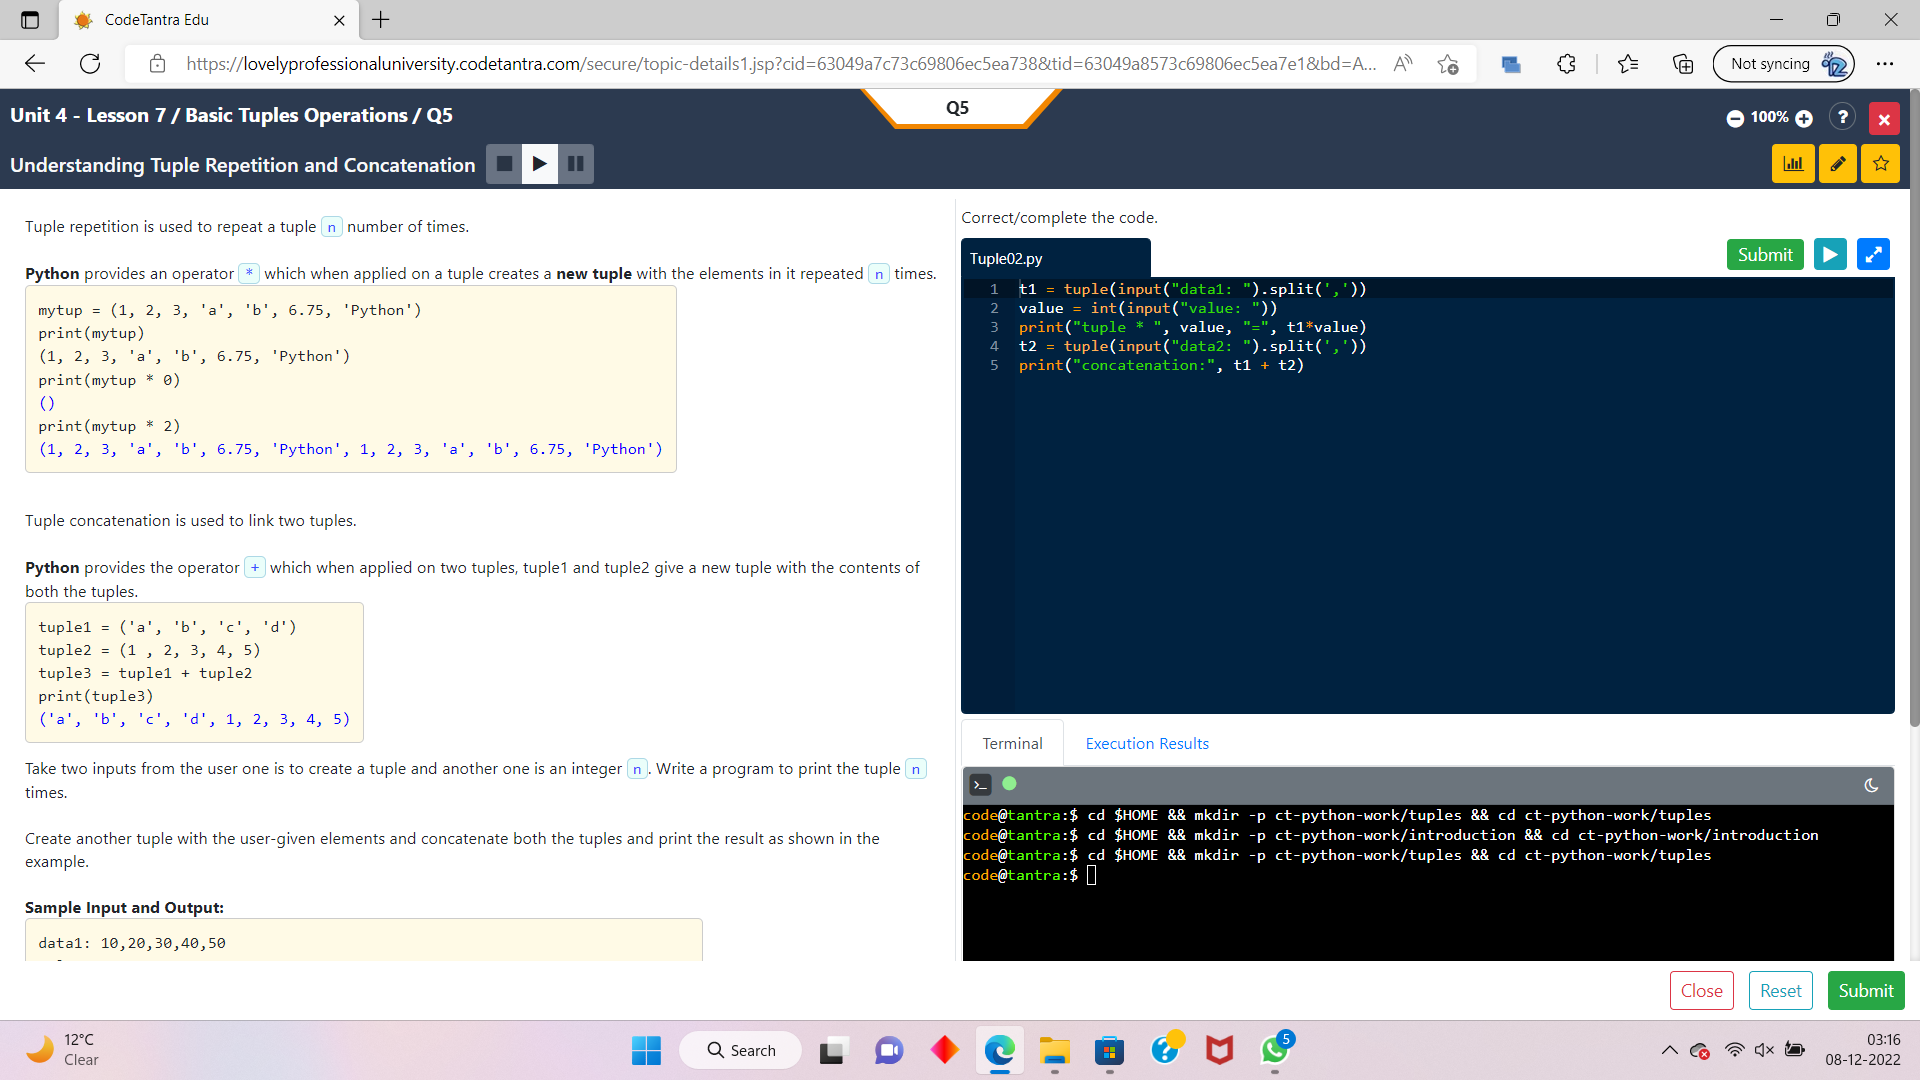 CodeTantra Edu
https://lovelyprofessionaluniversity.codetantra.com/secure/topic-details1.jsp?cid=63049a7c73c69806ec5ea738&tid=63049a8573c69806ec5ea7e1&bd=A...
Not syncing
Unit 4 - Lesson 7 / Basic Tuples Operations / Q5
Q5
100%
?
Understanding Tuple Repetition and Concatenation
Tuple repetition is used to repeat a tuple n number of times.
Python provides an operator * which when applied on a tuple creates a new tuple with the elements in it repeated n times.
mytup = (1, 2, 3, 'a', 'b', 6.75, 'Python')
print(mytup)
(1, 2, 3, 'a', 'b', 6.75, 'Python')
print(mytup * 0)
()
print(mytup * 2)
(1, 2, 3, 'a', 'b', 6.75, 'Python', 1, 2, 3, 'a', 'b', 6.75, 'Python')
Tuple concatenation is used to link two tuples.
Python provides the operator + which when applied on two tuples, tuple1 and tuple2 give a new tuple with the contents of
both the tuples.
tuple1 = ('a', 'b', 'c', 'd')
tuple2 = (1 , 2, 3, 4, 5)
tuple3 = tuple1 + tuple2
print(tuple3)
('a', 'b', 'c', 'd', 1, 2, 3, 4, 5)
Take two inputs from the user one is to create a tuple and another one is an integer n . Write a program to print the tuple n
times.
Create another tuple with the user-given elements and concatenate both the tuples and print the result as shown in the
example.
Sample Input and Output:
data1: 10,20,30,40,50
Correct/complete the code.
Tuple02.py
Submit
1 t1 = tuple(input("data1: ").split(','))
2 value = int(input("value: "))
3 print("tuple * ", value, "=", t1*value)
4 t2 = tuple(input("data2: ").split(','))
5 print("concatenation:", t1 + t2)
Terminal
Execution Results
code@tantra:$ cd $HOME && mkdir -p ct-python-work/tuples && cd ct-python-work/tuples
code@tantra:$ cd $HOME && mkdir -p ct-python-work/introduction && cd ct-python-work/introduction
code@tantra:$ cd $HOME && mkdir -p ct-python-work/tuples && cd ct-python-work/tuples
code@tantra:$
Close
Reset
Submit
12°C
Clear
Search
5
03:16
08-12-2022